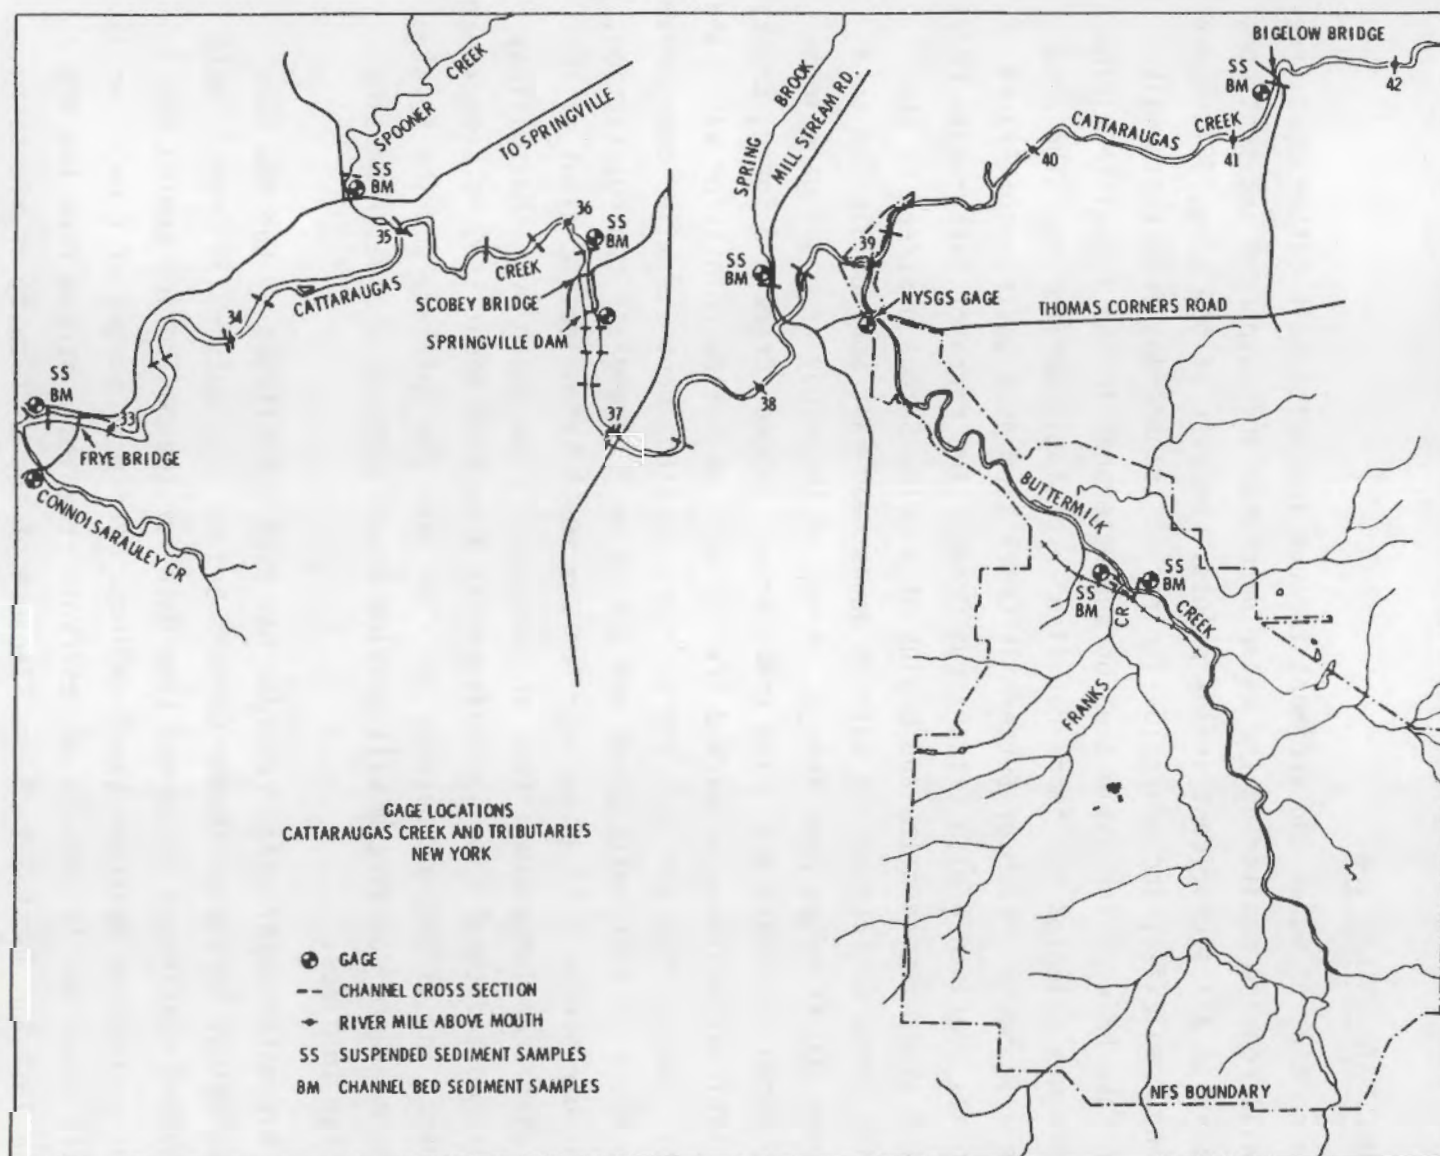 BIGELOW BRIDGE
SS
BM
42
CATTARAUGAS CREEK
41
40
SPOONER CREEK
TO SPRINGVILLE
SPRING BROOK
MILL STREAM RD.
SS
BM
35
36
SS
BM
CATTARAUGAS CREEK
34
SCOBEY BRIDGE
SPRINGVILLE DAM
SS
BM
39
NYSGS GAGE
THOMAS CORNERS ROAD
38
37
SS
BM
33
FRYE BRIDGE
CONNOISARAULEY CR
BUTTERMILK CREEK
SS
BM
SS
BM
FRANKS CR
GAGE LOCATIONS
CATTARAUGAS CREEK AND TRIBUTARIES
NEW YORK
GAGE
CHANNEL CROSS SECTION
RIVER MILE ABOVE MOUTH
SS SUSPENDED SEDIMENT SAMPLES
BM CHANNEL BED SEDIMENT SAMPLES
NFS BOUNDARY